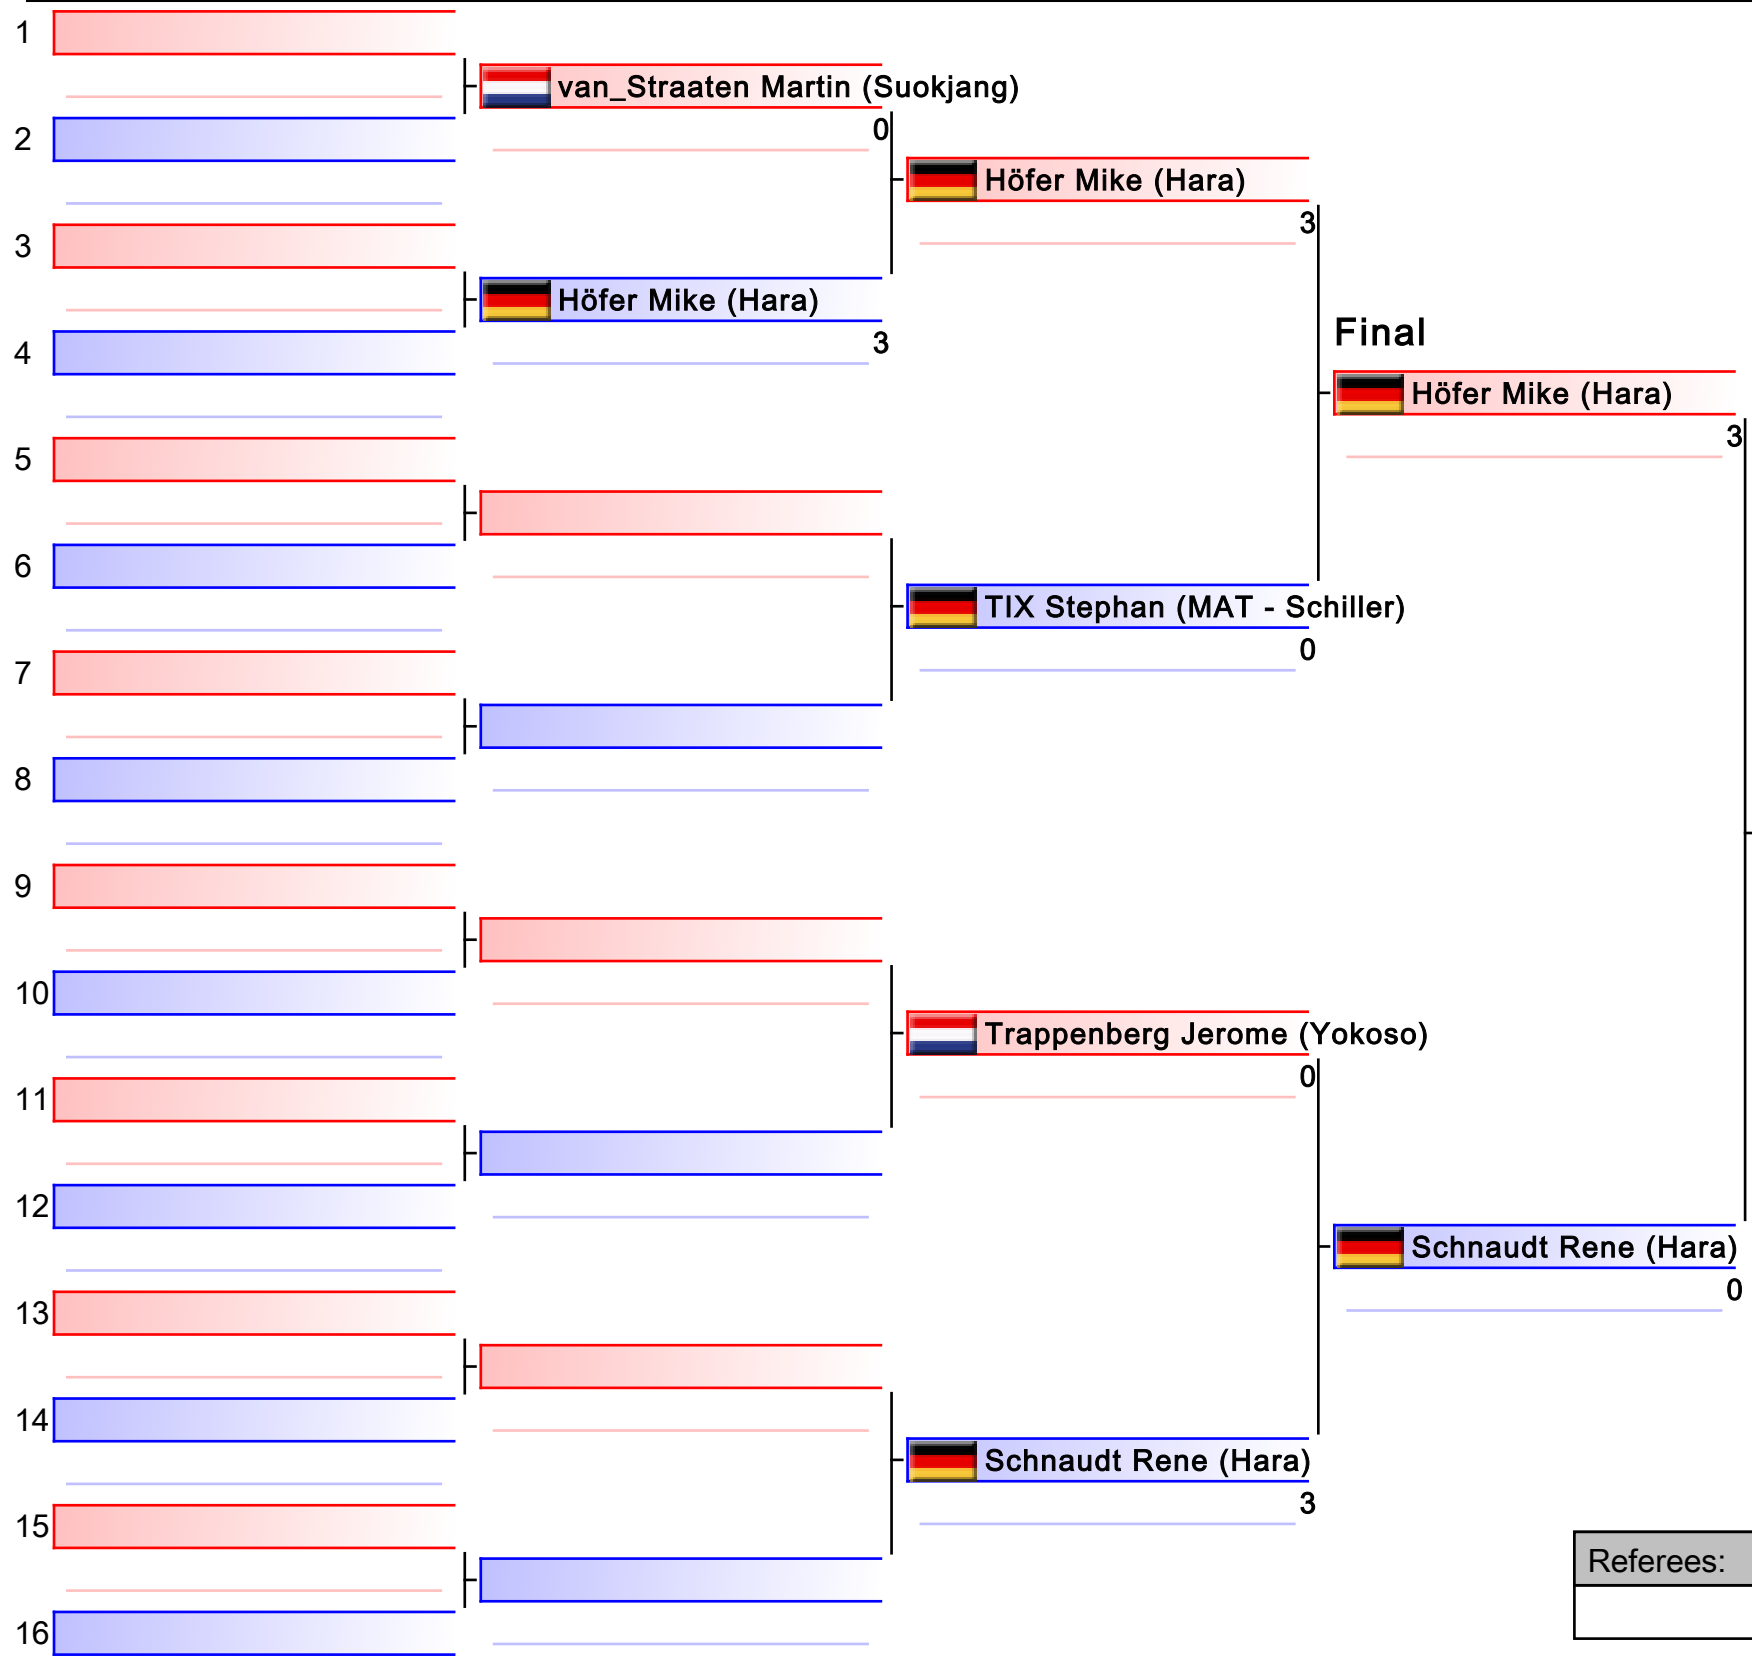 1
van_Straaten Martin (Suokjang)
0
2
Höfer Mike (Hara)
3
3
Höfer Mike (Hara)
3
4
Final
Höfer Mike (Hara)
3
5
6
TIX Stephan (MAT - Schiller)
0
7
8
9
10
Trappenberg Jerome (Yokoso)
0
11
12
Schnaudt Rene (Hara)
0
13
14
Schnaudt Rene (Hara)
3
15
Referees:
16